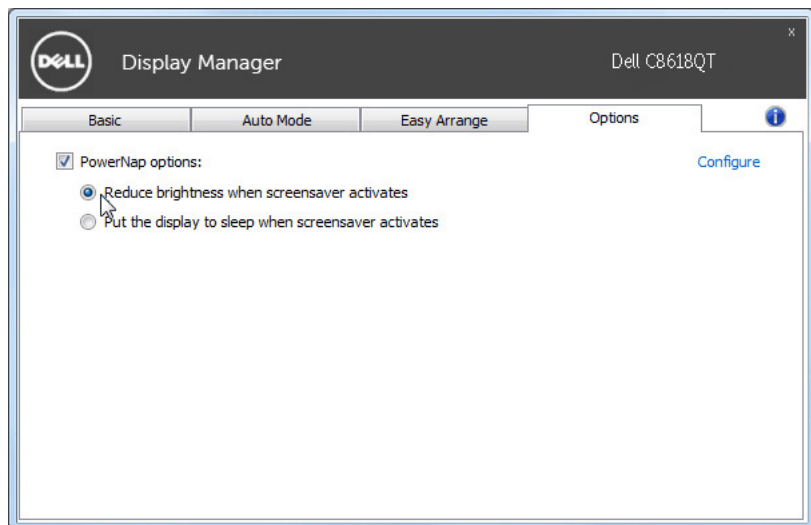 x
DELL Display Manager Dell C8618QT
Basic Auto Mode Easy Arrange Options i
PowerNap options: Configure
Reduce brightness when screensaver activates
Put the display to sleep when screensaver activates